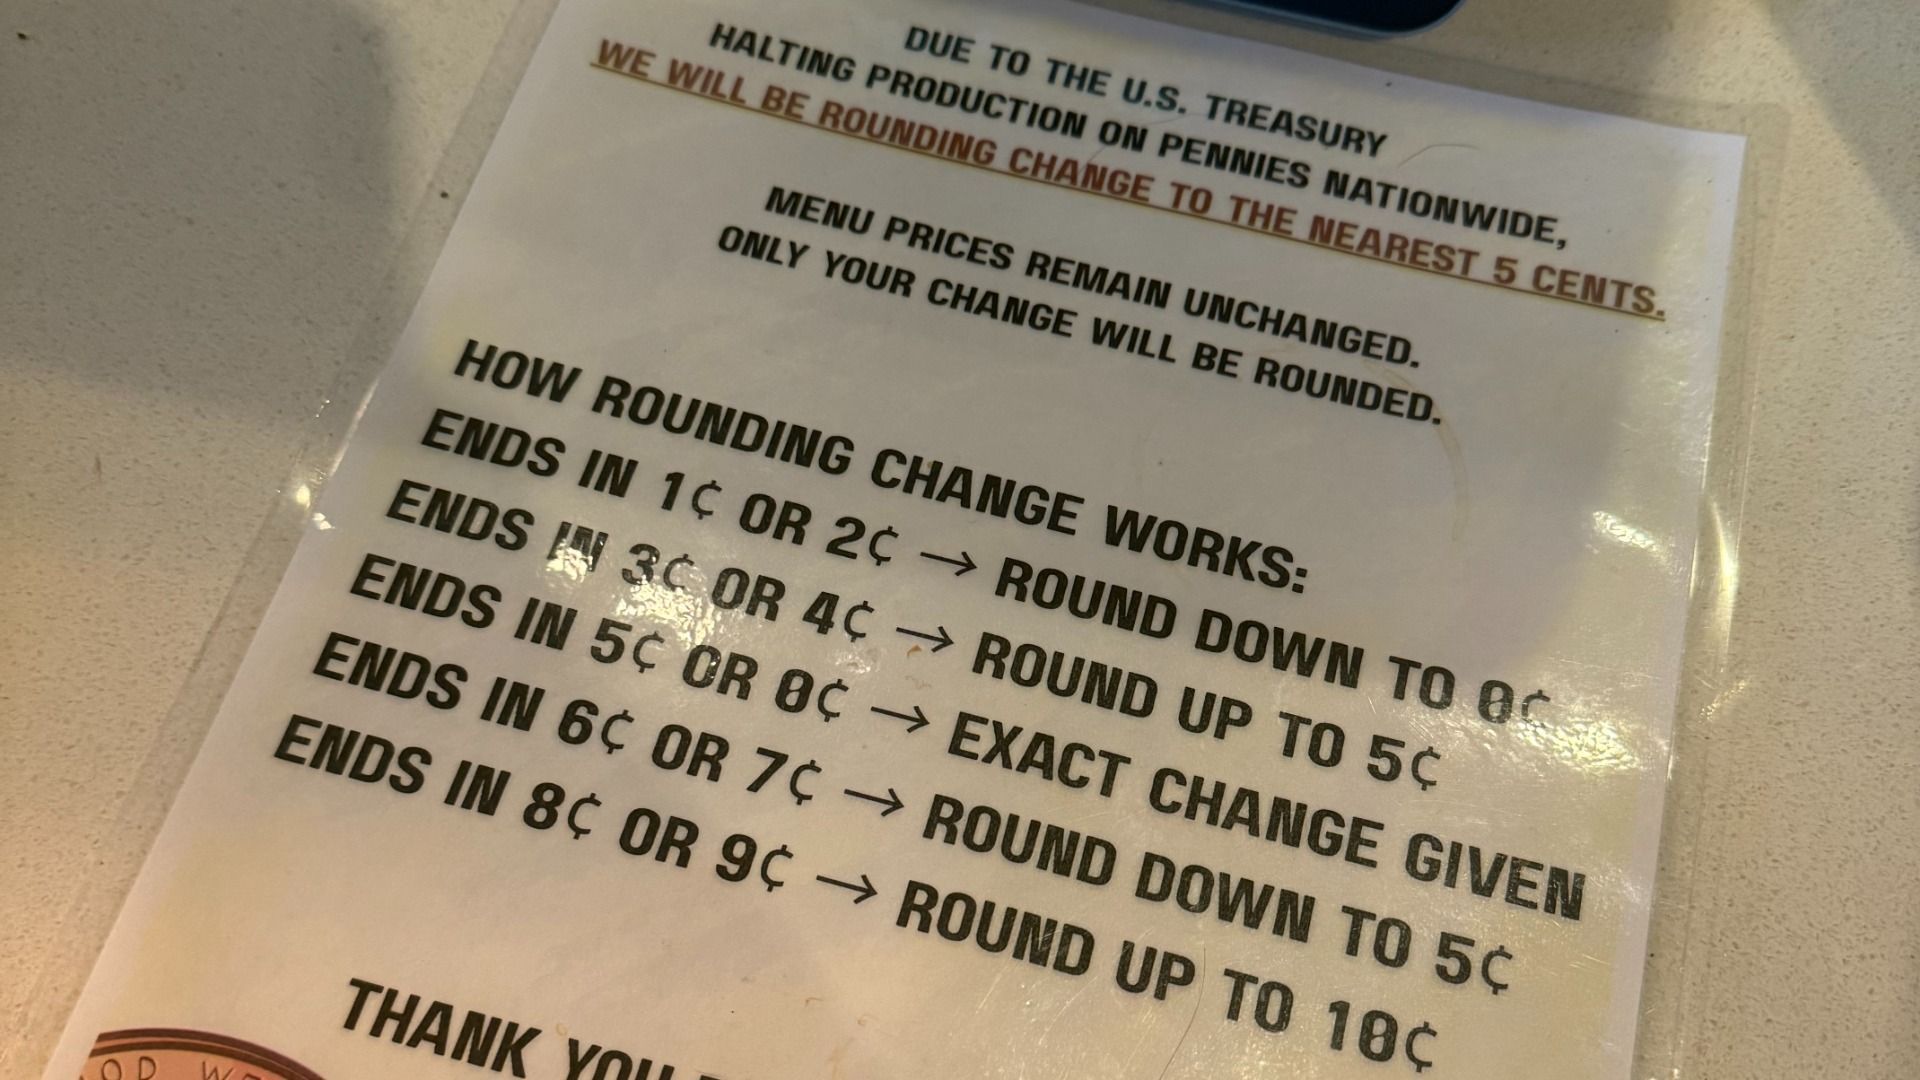 DUE TO THE U.S. TREASURY
HALTING PRODUCTION ON PENNIES NATIONWIDE,
WE WILL BE ROUNDING CHANGE TO THE NEAREST 5 CENTS.
MENU PRICES REMAIN UNCHANGED.
ONLY YOUR CHANGE WILL BE ROUNDED.
HOW ROUNDING CHANGE WORKS:
ENDS IN 1¢ OR 2¢ → ROUND DOWN TO 0¢
ENDS IN 3¢ OR 4¢ → ROUND UP TO 5¢
ENDS IN 5¢ OR 0¢ → EXACT CHANGE GIVEN
ENDS IN 6¢ OR 7¢ → ROUND DOWN TO 5¢
ENDS IN 8¢ OR 9¢ → ROUND UP TO 10¢
THANK YOU